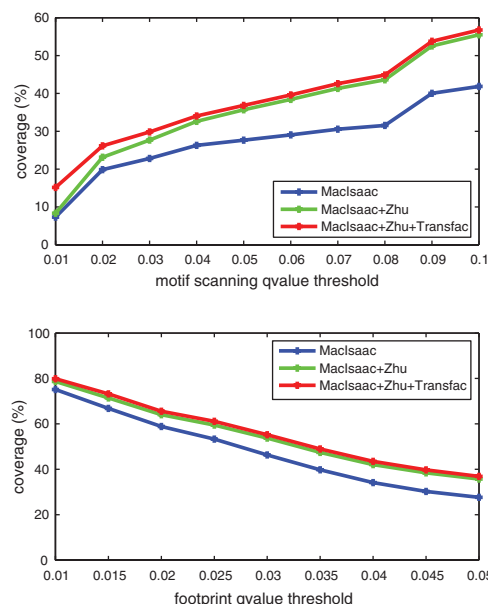 60
50
40
30
20
10
0
coverage (%)
MacIsaac
MacIsaac+Zhu
MacIsaac+Zhu+Transfac
0.01 0.02 0.03 0.04 0.05 0.06 0.07 0.08 0.09 0.1
motif scanning qvalue threshold
100
80
60
40
20
0
coverage (%)
MacIsaac
MacIsaac+Zhu
MacIsaac+Zhu+Transfac
0.01 0.015 0.02 0.025 0.03 0.035 0.04 0.045 0.05
footprint qvalue threshold